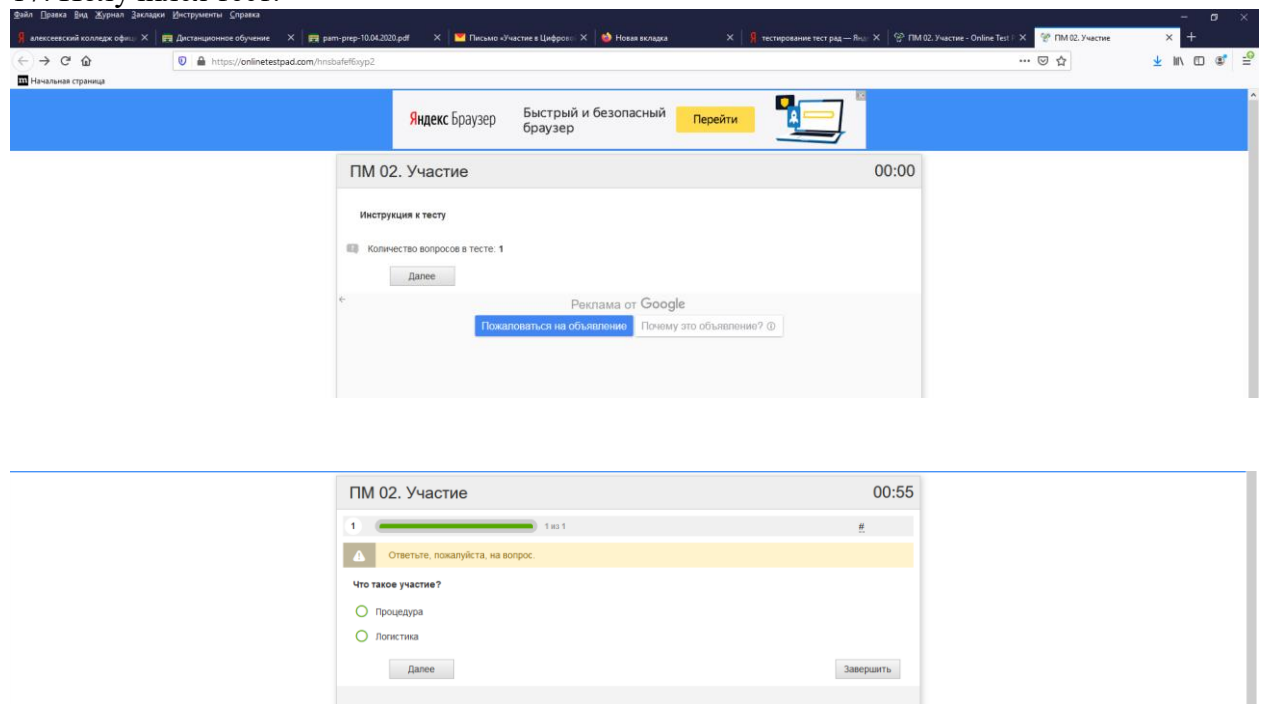 Файл Правка Вид Журнал Закладки Инструменты Справка
алексеевский колледж офиц Дистанционное обучение pam-prep-10.04.2020.pdf Письмо «Участие в Цифрово Новая вкладка тестирование тест рад — Янд ПМ 02. Участие - Online Test ПМ 02. Участие
https://onlinetestpad.com/hnsbafef6xyp2
Начальная страница
Яндекс Браузер Быстрый и безопасный браузер Перейти
ПМ 02. Участие 00:00
Инструкция к тесту
Количество вопросов в тесте: 1
Далее
Реклама от Google
Пожаловаться на объявление Почему это объявление?
ПМ 02. Участие 00:55
1 1 из 1 #
Ответьте, пожалуйста, на вопрос.
Что такое участие?
Процедура
Логистика
Далее Завершить